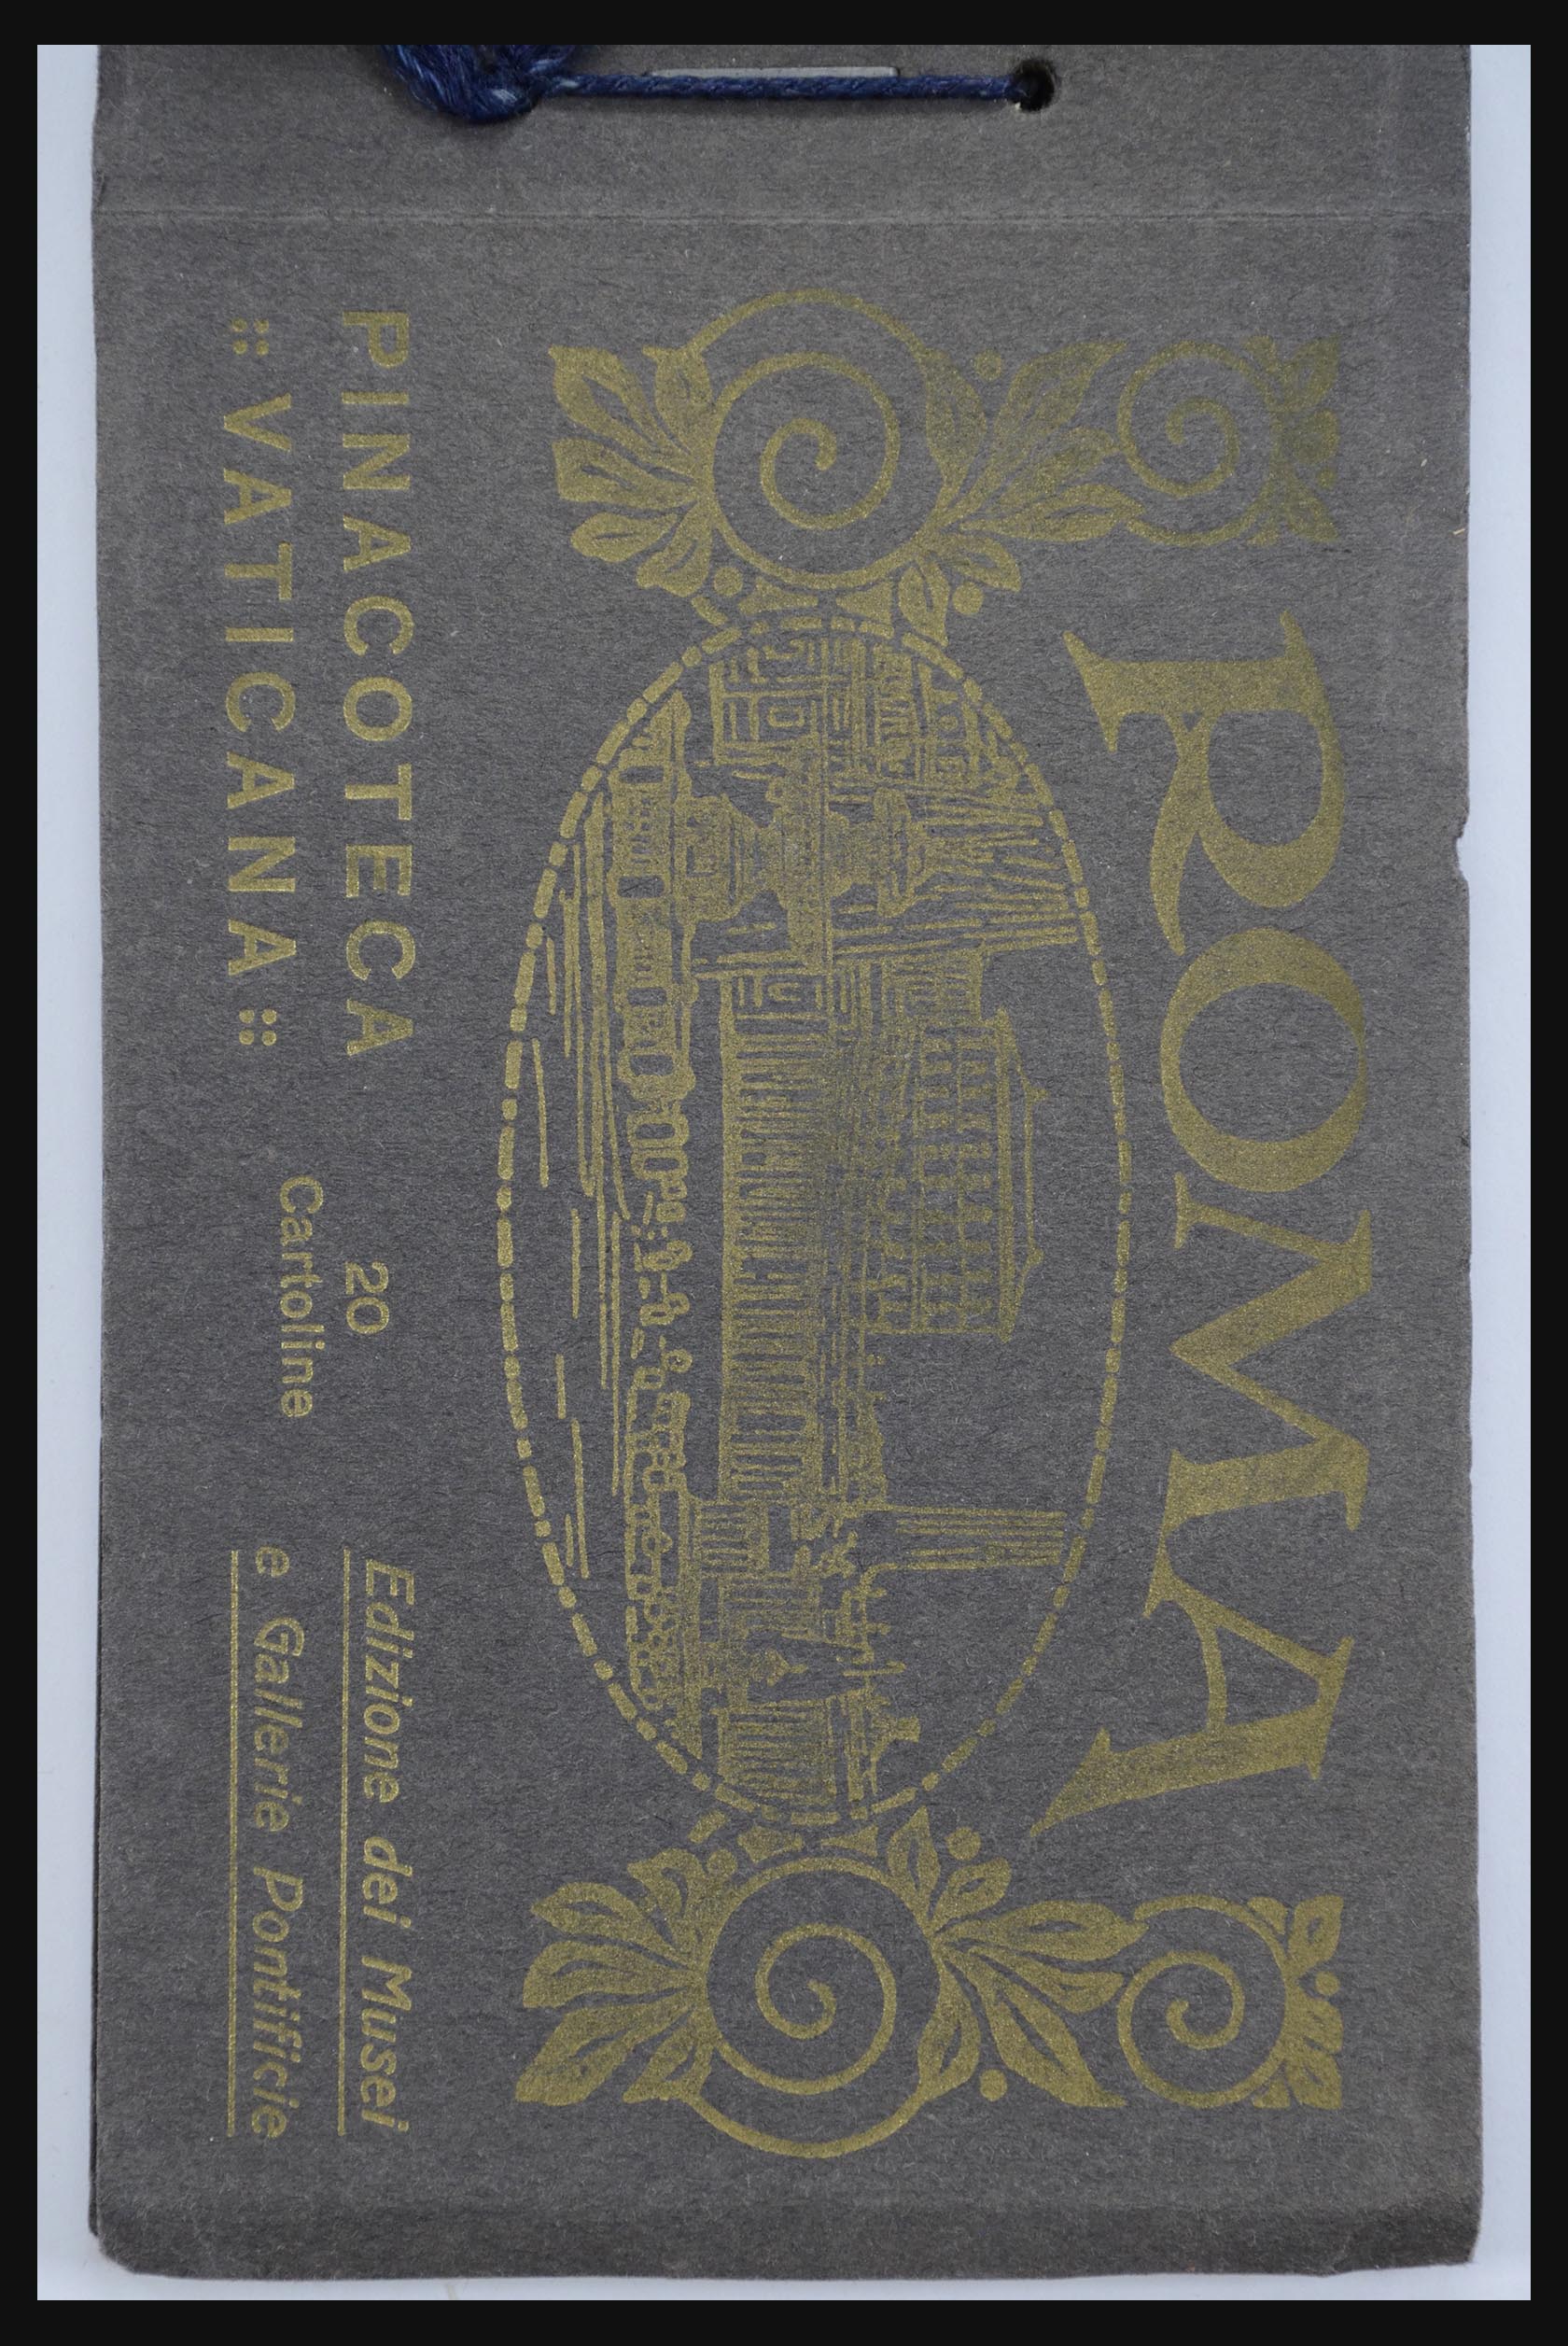 ROMA
PINACOTECA
:: VATICANA ::
20
Cartoline
Edizione dei Musei
e Gallerie Pontificie